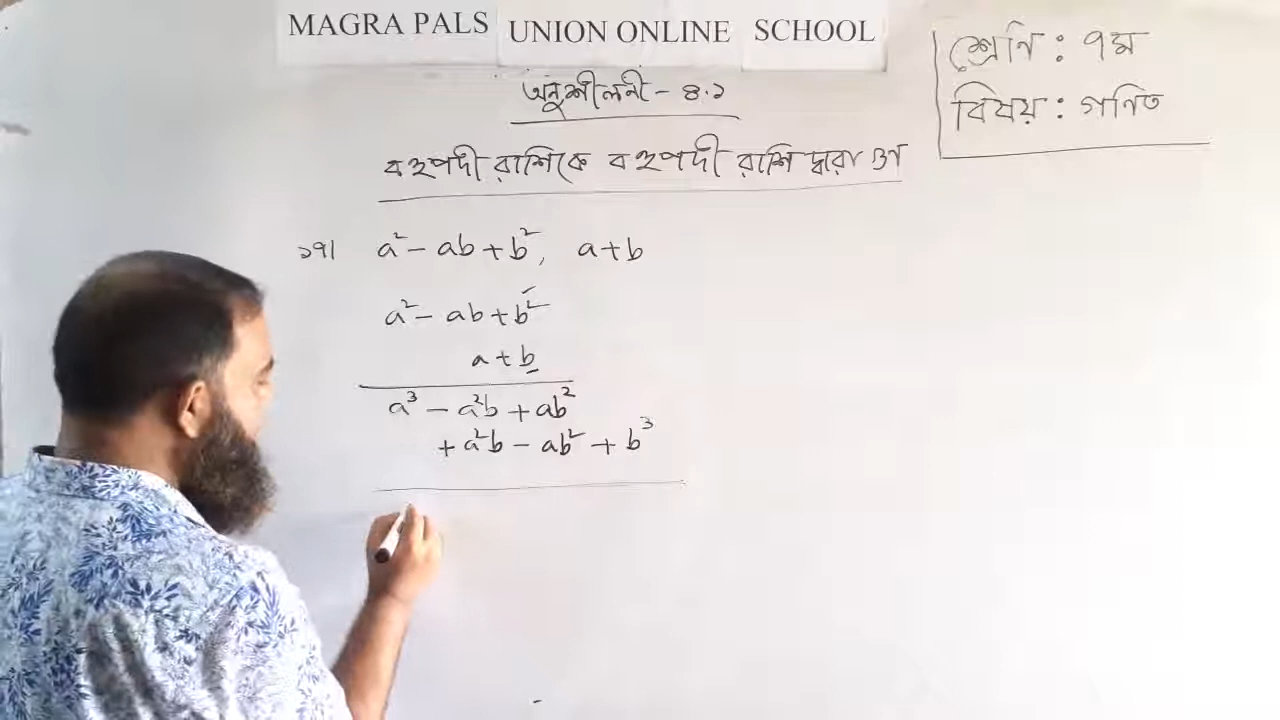 MAGRA PALS UNION ONLINE SCHOOL
শ্রেণি : ৭ম
বিষয় : গণিত
অনুশীলনী - ৪.১
বহুপদী রাশিকে বহুপদী রাশি দ্বারা
১৭। a² - ab + b², a + b
a² - ab + b²
a + b
a³ - a²b + ab²
+ a²b - ab² + b³